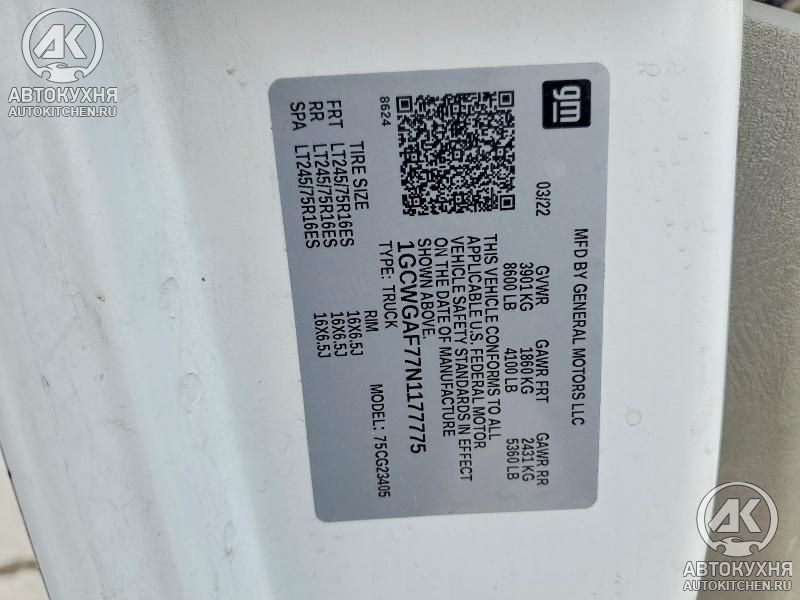 AK
АВТОКУХНЯ
AUTOKITCHEN.RU
gm
MFD BY GENERAL MOTORS LLC
03/22
GVWR GAWR FRT GAWR RR
3901 KG 1860 KG 2431 KG
8600 LB 4100 LB 5360 LB
THIS VEHICLE CONFORMS TO ALL
APPLICABLE U.S. FEDERAL MOTOR
VEHICLE SAFETY STANDARDS IN EFFECT
ON THE DATE OF MANUFACTURE
SHOWN ABOVE.
1GCWGAF77N1177775
TYPE: TRUCK MODEL: 75CG23405
8624
TIRE SIZE RIM
FRT LT245/75R16ES 16X6.5J
RR LT245/75R16ES 16X6.5J
SPA LT245/75R16ES 16X6.5J
AK
АВТОКУХНЯ
AUTOKITCHEN.RU